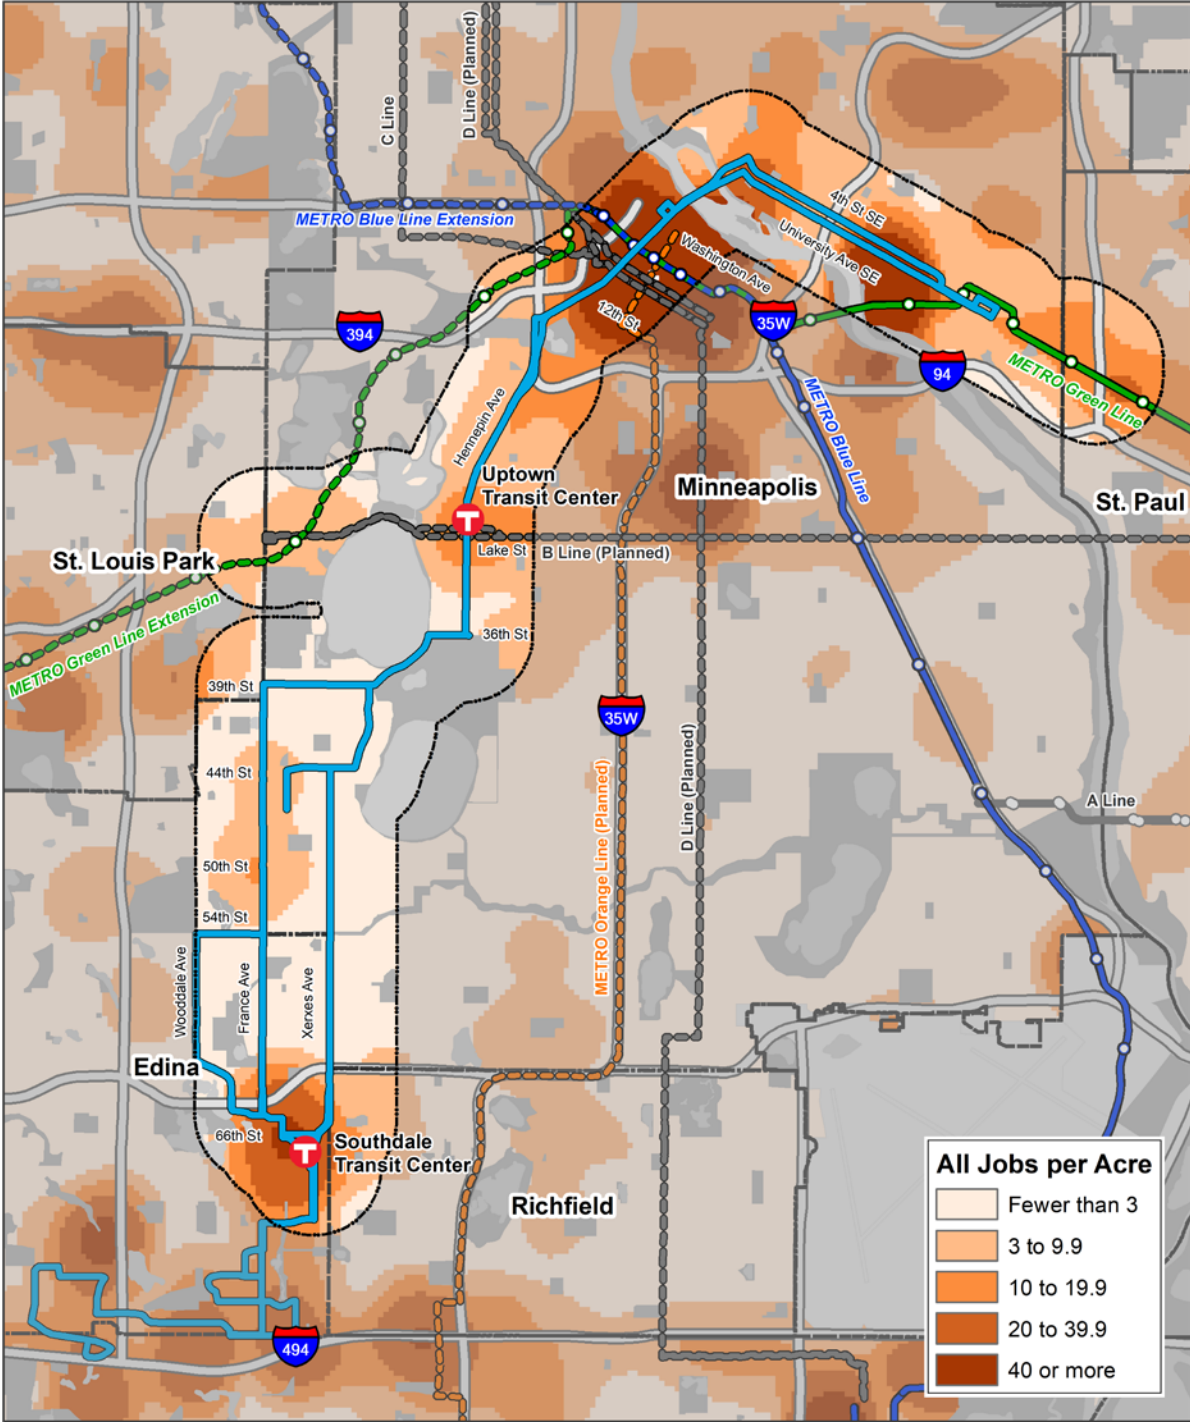 C Line
D Line (Planned)
METRO Blue Line Extension
4th St SE
University Ave SE
Washington Ave
12th St
394
35W
94
METRO Green Line
METRO Blue Line
Hennepin Ave
Uptown
Transit Center
Minneapolis
St. Paul
Lake St
B Line (Planned)
St. Louis Park
METRO Green Line Extension
36th St
39th St
35W
44th St
METRO Orange Line (Planned)
D Line (Planned)
A Line
50th St
54th St
Wooddale Ave
France Ave
Xerxes Ave
Edina
66th St
Southdale
Transit Center
Richfield
494
All Jobs per Acre
Fewer than 3
3 to 9.9
10 to 19.9
20 to 39.9
40 or more